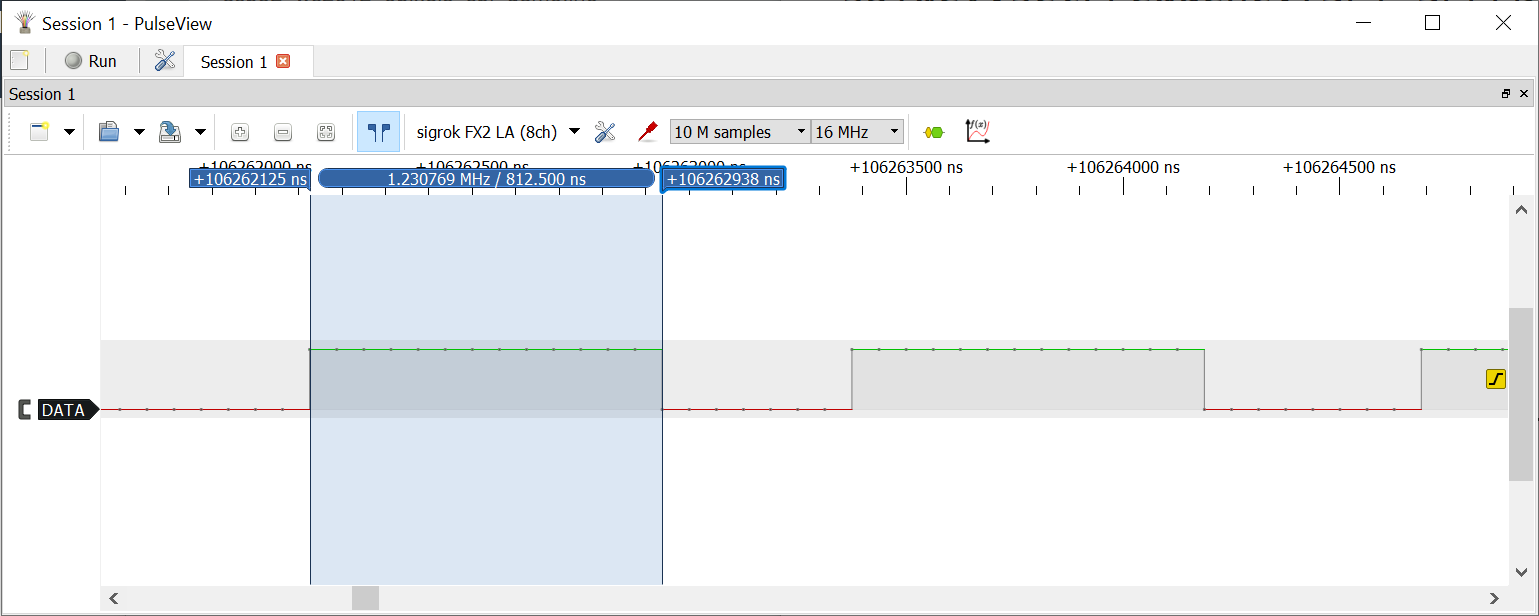 Session 1 - PulseView
Run
Session 1
Session 1
sigrok FX2 LA (8ch)
10 M samples
16 MHz
+106262000 ns
+106262500 ns
+106263000 ns
+106263500 ns
+106264000 ns
+106264500 ns
+106262125 ns
1.230769 MHz / 812.500 ns
+106262938 ns
DATA